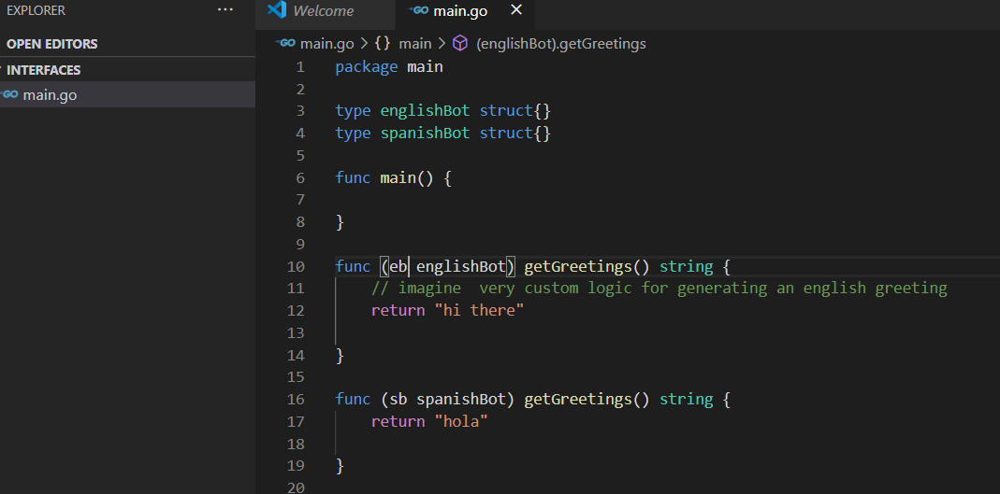 EXPLORER
...
Welcome
GO main.go ×
OPEN EDITORS
INTERFACES
GO main.go
GO main.go > {} main > (englishBot).getGreetings
1 package main
2
3 type englishBot struct{}
4 type spanishBot struct{}
5
6 func main() {
7
8 }
9
10 func (eb englishBot) getGreetings() string {
11 // imagine  very custom logic for generating an english greeting
12 return "hi there"
13
14 }
15
16 func (sb spanishBot) getGreetings() string {
17 return "hola"
18
19 }
20